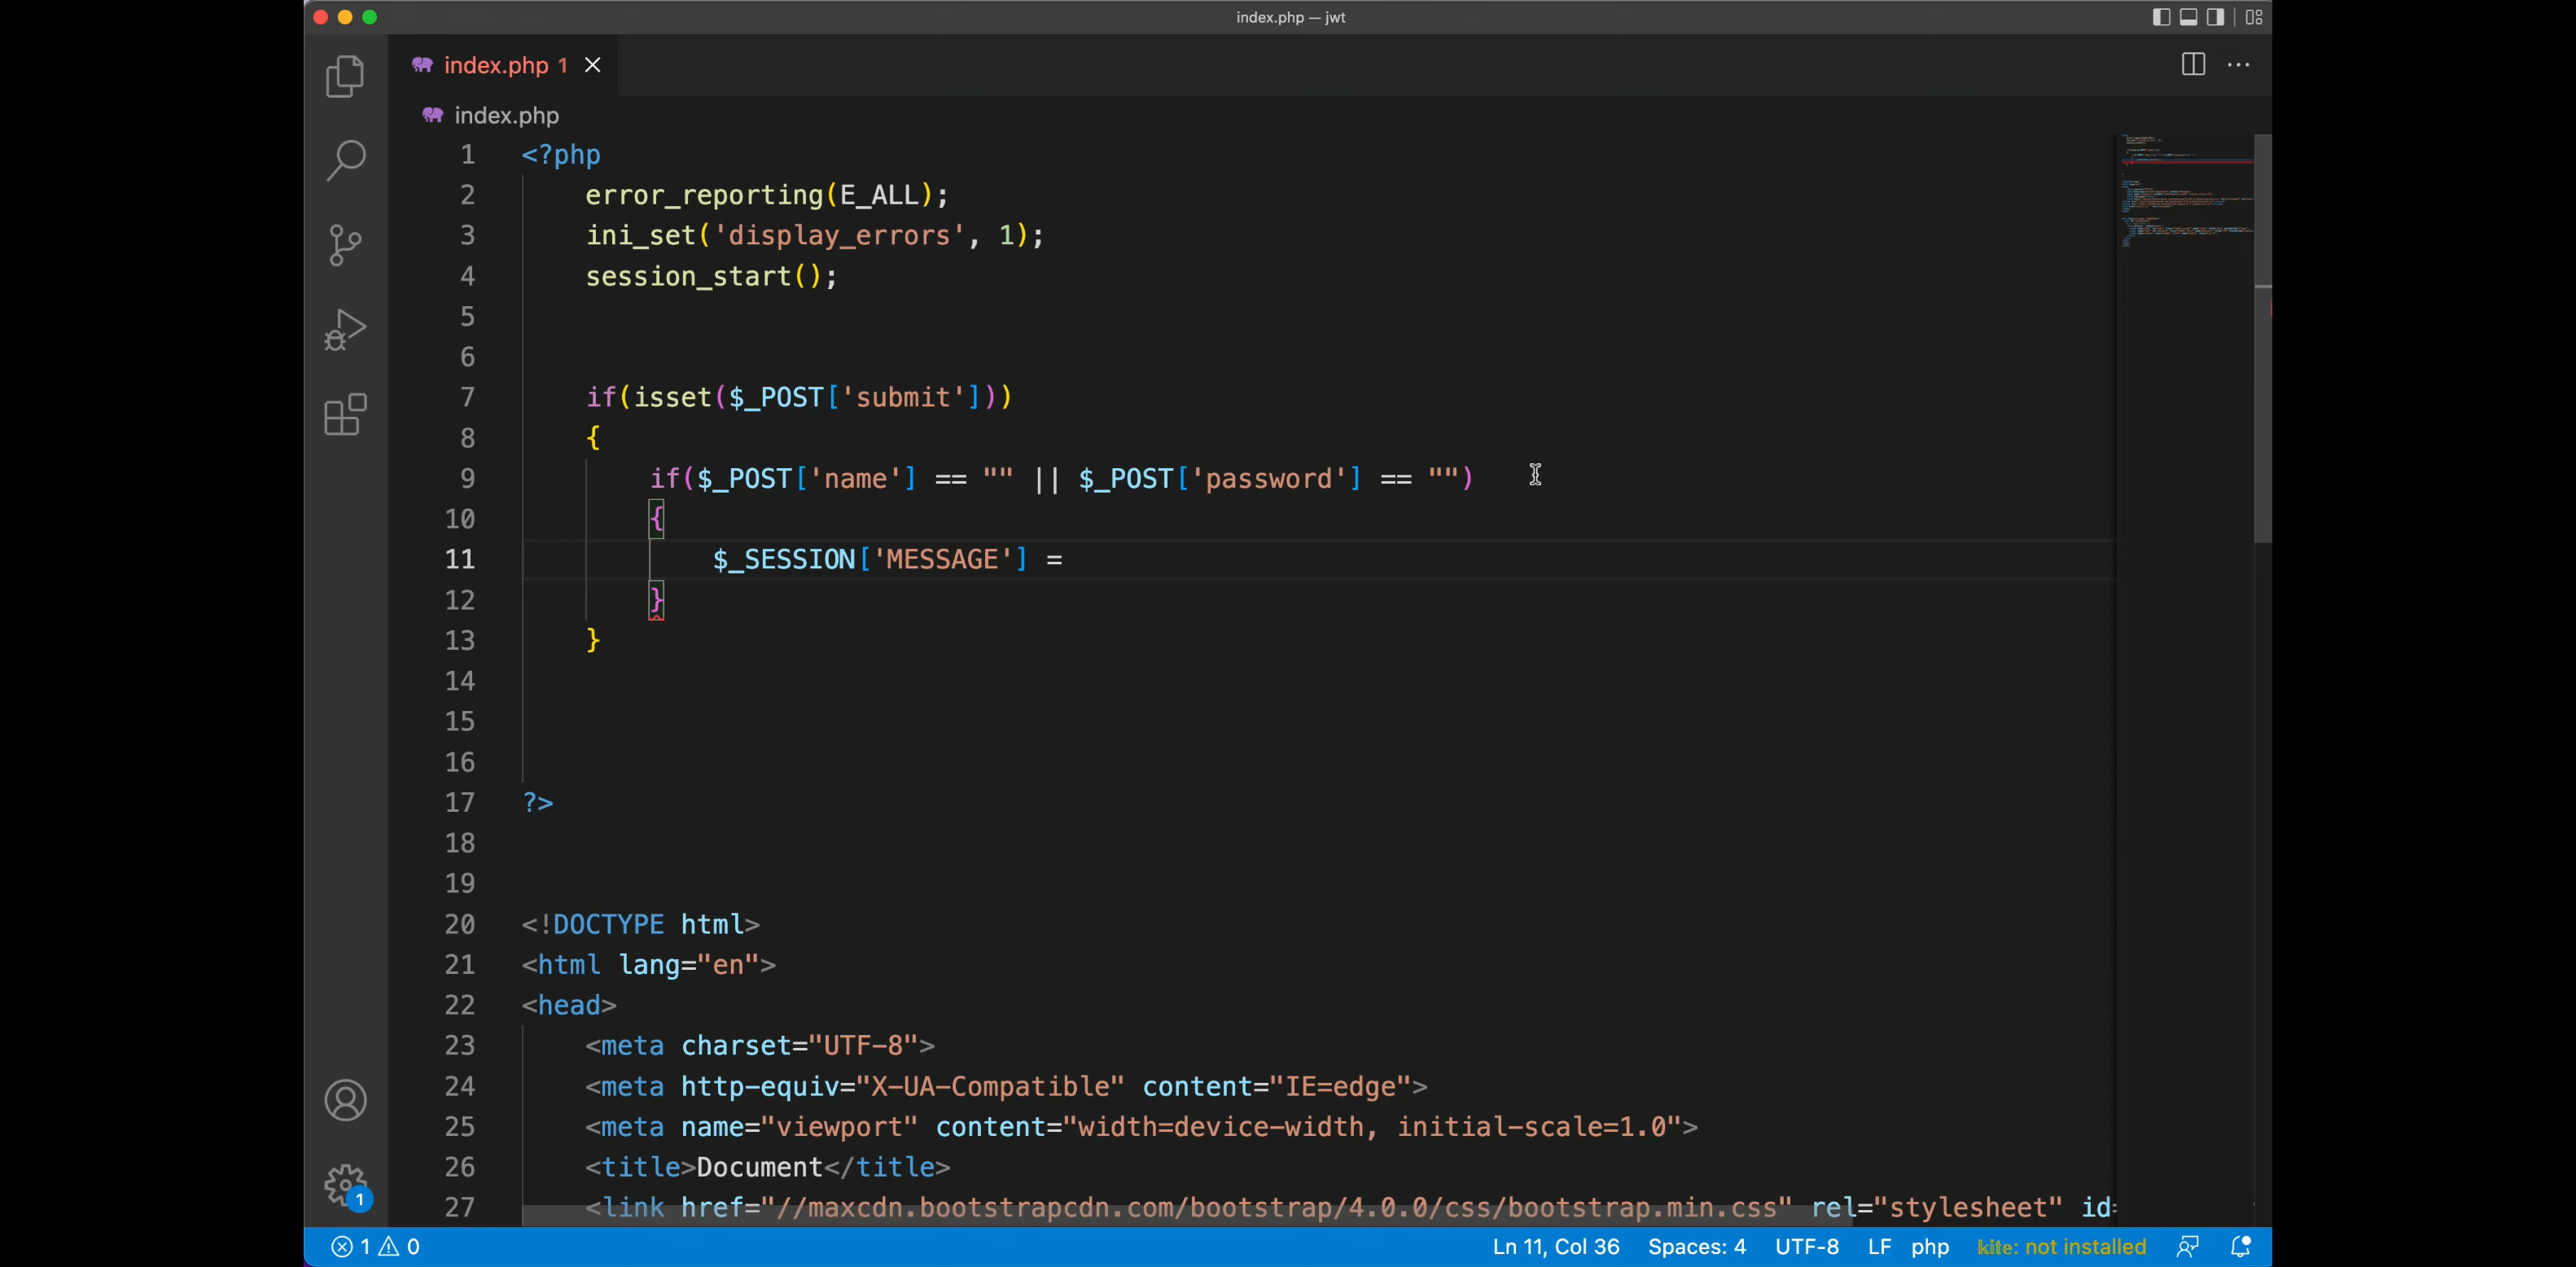 index.php — jwt
index.php 1
index.php
1 <?php
2 error_reporting(E_ALL);
3 ini_set('display_errors', 1);
4 session_start();
5
6
7 if(isset($_POST['submit']))
8 {
9 if($_POST['name'] == "" || $_POST['password'] == "")
10 {
11 $_SESSION['MESSAGE'] =
12 }
13 }
14
15
16
17 ?>
18
19
20 <!DOCTYPE html>
21 <html lang="en">
22 <head>
23 <meta charset="UTF-8">
24 <meta http-equiv="X-UA-Compatible" content="IE=edge">
25 <meta name="viewport" content="width=device-width, initial-scale=1.0">
26 <title>Document</title>
27 <link href="//maxcdn.bootstrapcdn.com/bootstrap/4.0.0/css/bootstrap.min.css" rel="stylesheet" id=
1
1 0 Ln 11, Col 36 Spaces: 4 UTF-8 LF php kite: not installed